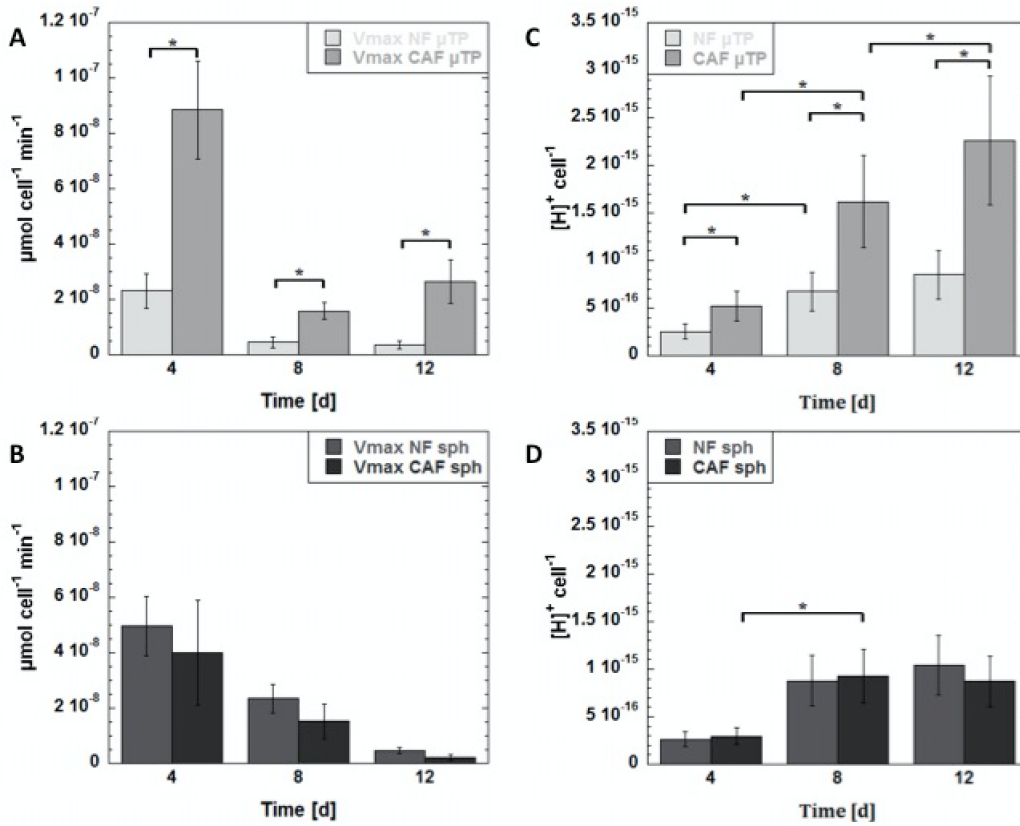 A
1.2 10⁻⁷
1 10⁻⁷
8 10⁻⁸
6 10⁻⁸
4 10⁻⁸
2 10⁻⁸
0
µmol cell⁻¹ min⁻¹
Vmax NF µTP
Vmax CAF µTP
*
*
*
4
8
12
Time [d]
C
3.5 10⁻¹⁵
3 10⁻¹⁵
2.5 10⁻¹⁵
2 10⁻¹⁵
1.5 10⁻¹⁵
1 10⁻¹⁵
5 10⁻¹⁶
0
[H]⁺ cell⁻¹
NF µTP
CAF µTP
*
*
*
*
*
*
4
8
12
Time [d]
B
1.2 10⁻⁷
1 10⁻⁷
8 10⁻⁸
6 10⁻⁸
4 10⁻⁸
2 10⁻⁸
0
µmol cell⁻¹ min⁻¹
Vmax NF sph
Vmax CAF sph
4
8
12
Time [d]
D
3.5 10⁻¹⁵
3 10⁻¹⁵
2.5 10⁻¹⁵
2 10⁻¹⁵
1.5 10⁻¹⁵
1 10⁻¹⁵
5 10⁻¹⁶
0
[H]⁺ cell⁻¹
NF sph
CAF sph
*
4
8
12
Time [d]